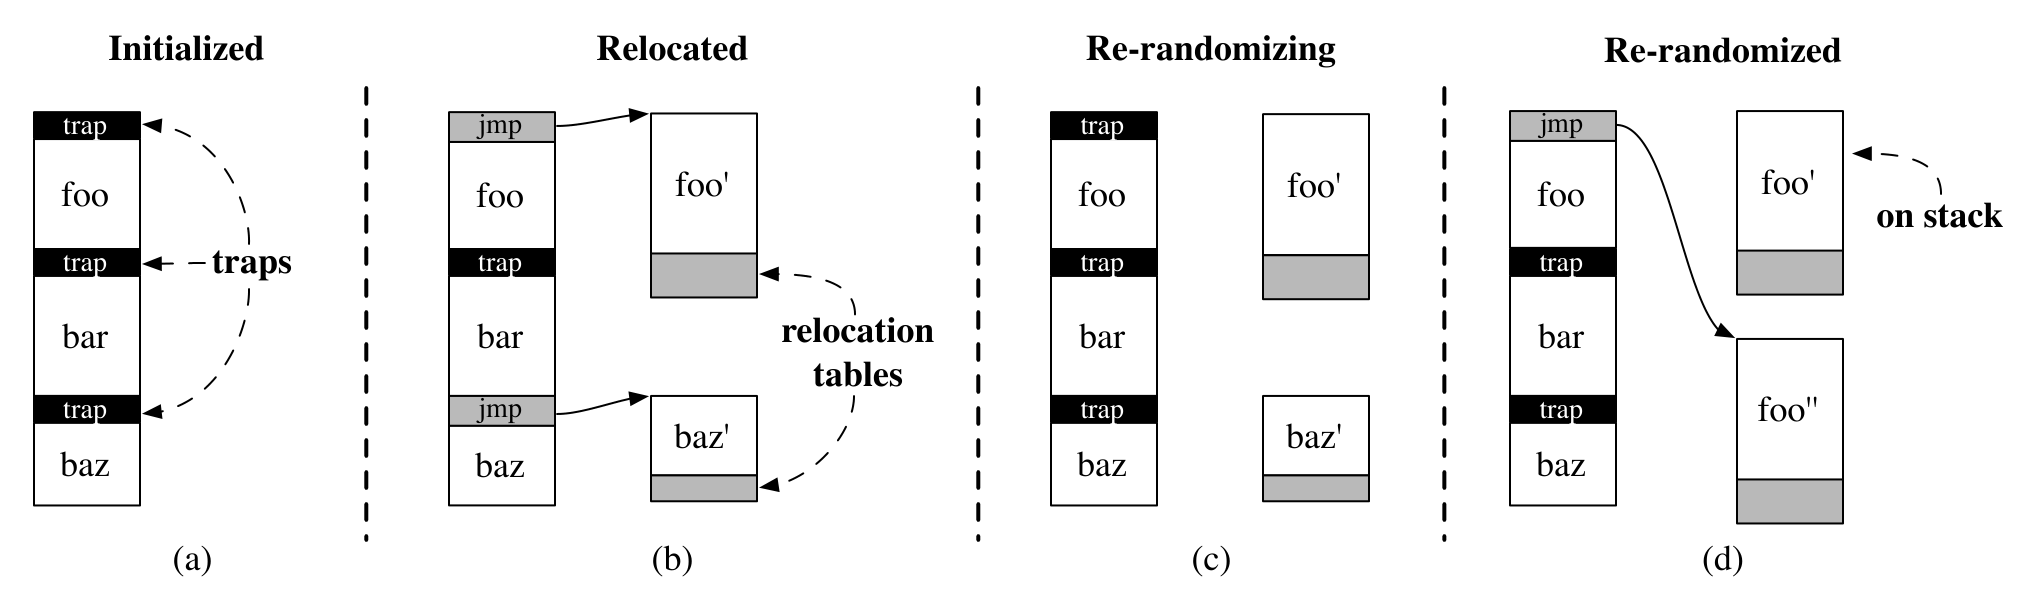 Initialized
trap
foo
trap
traps
bar
trap
baz
(a)
Relocated
jmp
foo'
foo
trap
bar
relocation
tables
jmp
baz'
baz
(b)
Re-randomizing
trap
foo'
foo
trap
bar
trap
baz'
baz
(c)
Re-randomized
jmp
foo'
foo
on stack
trap
bar
trap
foo''
baz
(d)